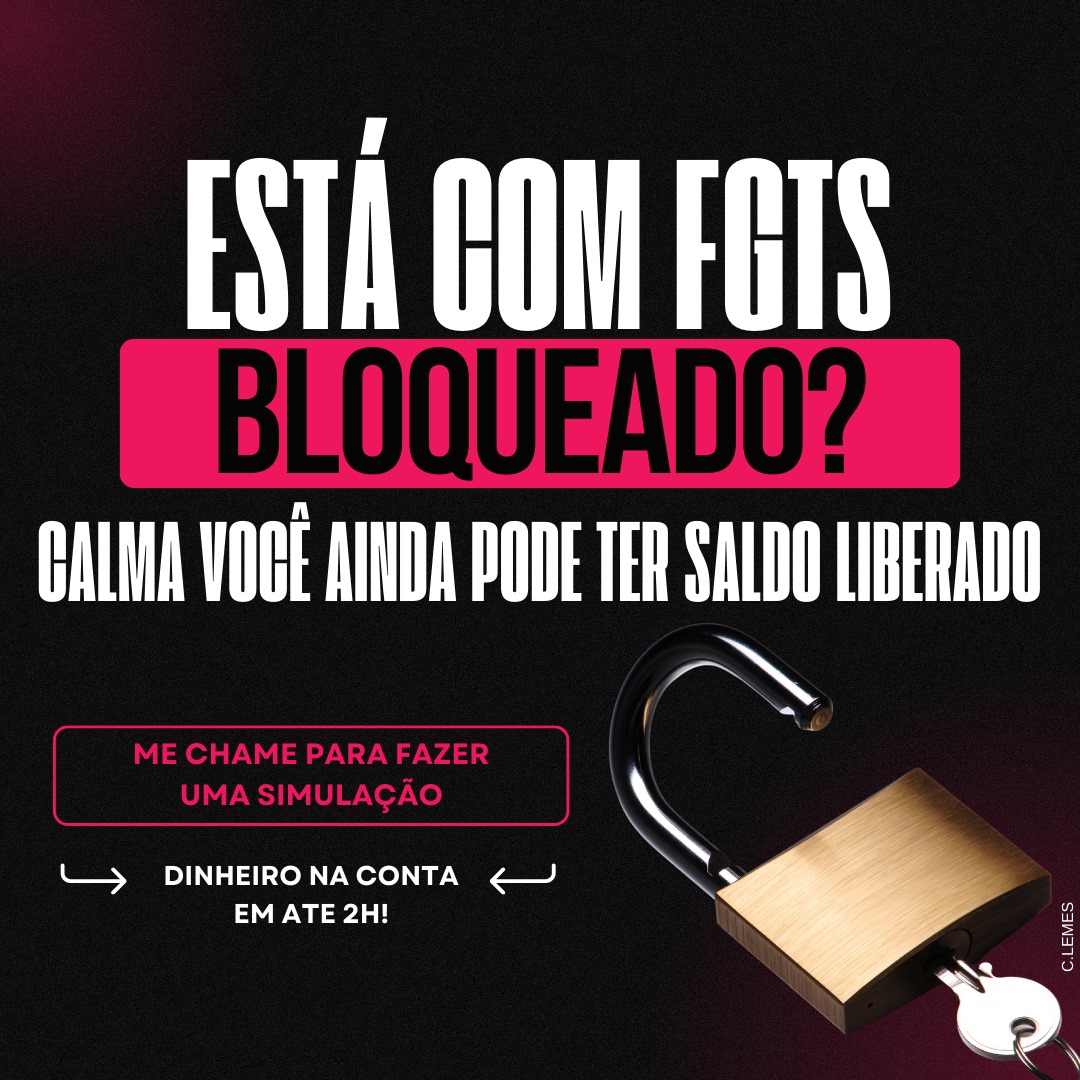 ESTÁ COM FGTS
BLOQUEADO?
CALMA VOCÊ AINDA PODE TER SALDO LIBERADO
ME CHAME PARA FAZER
UMA SIMULAÇÃO
DINHEIRO NA CONTA
EM ATE 2H!
C.LEMES